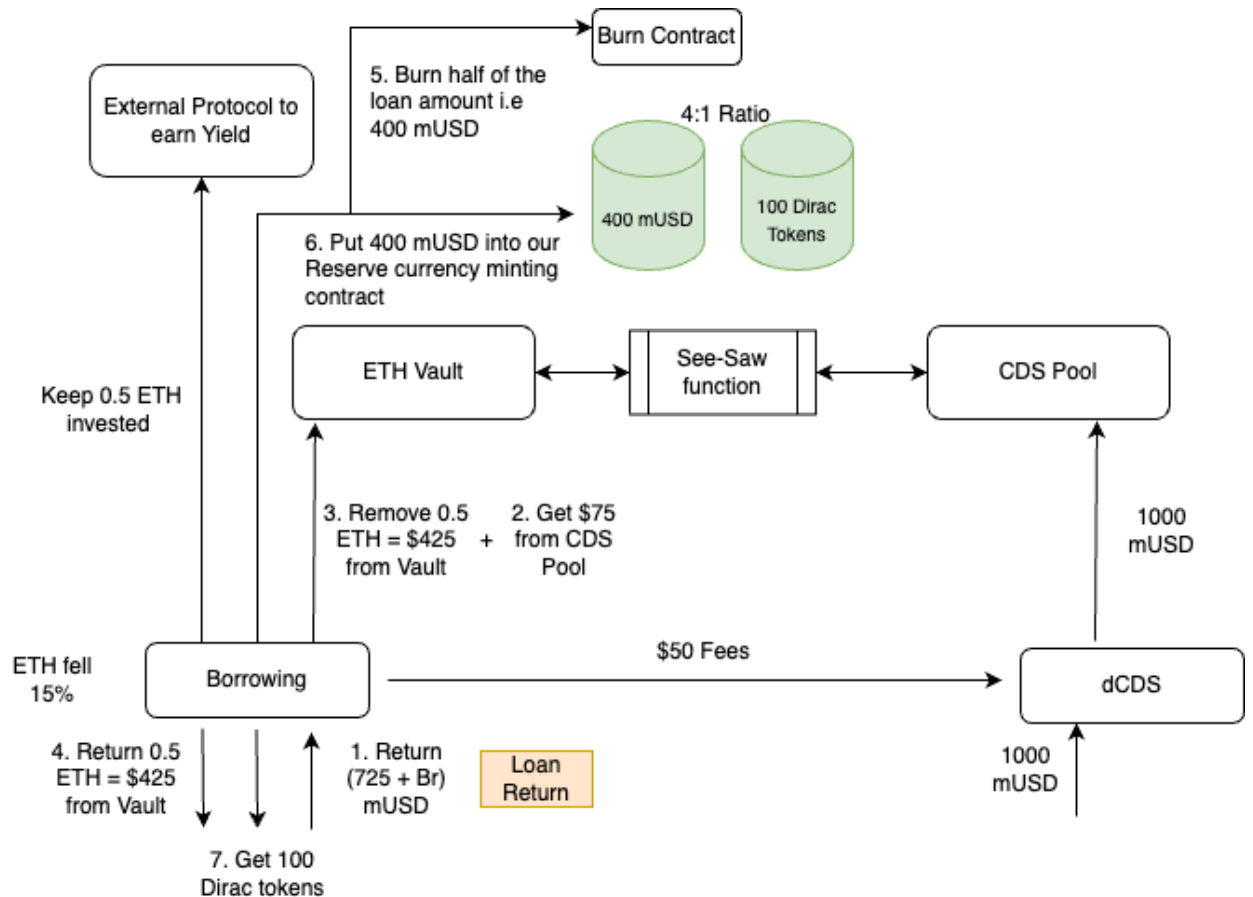 Burn Contract
5. Burn half of the
loan amount i.e
400 mUSD
External Protocol to
earn Yield
4:1 Ratio
400 mUSD
100 Dirac
Tokens
6. Put 400 mUSD into our
Reserve currency minting
contract
ETH Vault
See-Saw
function
CDS Pool
Keep 0.5 ETH
invested
3. Remove 0.5
ETH = $425
from Vault
+
2. Get $75
from CDS
Pool
1000
mUSD
ETH fell
15%
Borrowing
$50 Fees
dCDS
4. Return 0.5
ETH = $425
from Vault
1. Return
(725 + Br)
mUSD
Loan
Return
1000
mUSD
7. Get 100
Dirac tokens